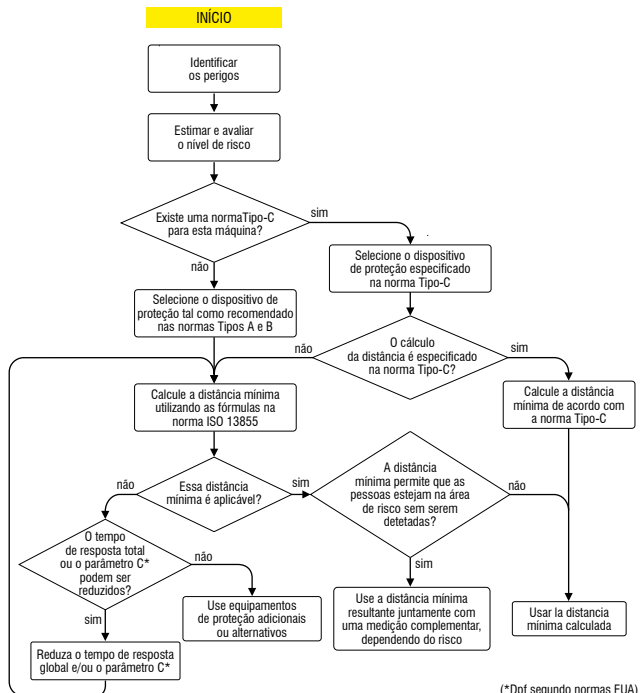 INÍCIO
Identificar
os perigos
Estimar e avaliar
o nível de risco
Existe uma normaTipo-C
para esta máquina?
sim
não
Selecione o dispositivo
de proteção especificado
na norma Tipo-C
Selecione o dispositivo de
proteção tal como recomendado
nas normas Tipos A e B
não
O cálculo
da distância é especificado
na norma Tipo-C?
sim
Calcule a distância mínima
utilizando as fórmulas na
norma ISO 13855
Calcule a distância
mínima de acordo com
a norma Tipo-C
não
Essa distância
mínima é aplicável?
sim
A distância
mínima permite que as
pessoas estejam na área
de risco sem serem
detetadas?
não
O tempo
de resposta total
ou o parâmetro C*
podem ser
reduzidos?
não
sim
sim
Use equipamentos
de proteção adicionais
ou alternativos
Use a distância mínima
resultante juntamente com
uma medição complementar,
dependendo do risco
Usar la distancia
mínima calculada
Reduza o tempo de resposta
global e/ou o parâmetro C*
(*Dpf segundo normas EUA)